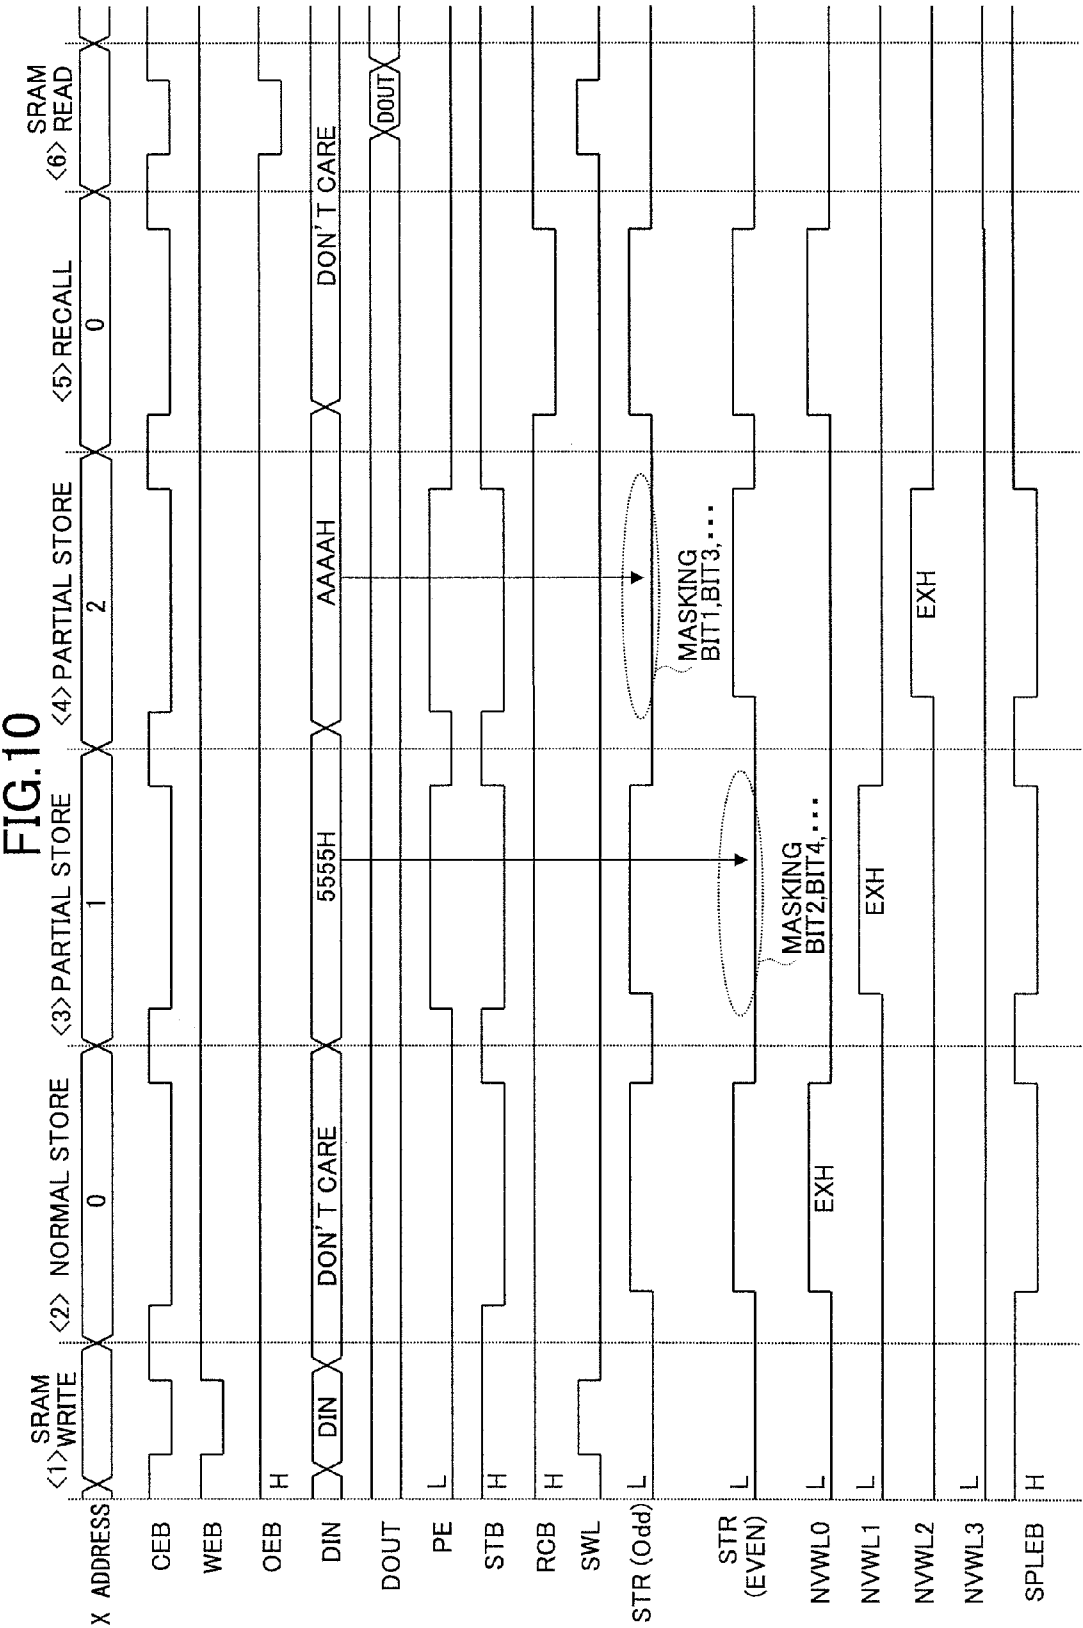 FIG.10
<1> SRAM
WRITE
<2> NORMAL STORE
<3> PARTIAL STORE
<4> PARTIAL STORE
<5> RECALL
<6> SRAM
READ
X ADDRESS
0
1
2
0
CEB
WEB
OEB
H
DIN
DIN
DON'T CARE
5555H
AAAAH
DON'T CARE
DOUT
DOUT
PE
L
STB
H
RCB
H
SWL
STR (Odd)
L
MASKING
BIT1,BIT3,···
STR
(EVEN)
L
MASKING
BIT2,BIT4,···
NVWL0
L
EXH
NVWL1
L
EXH
NVWL2
EXH
NVWL3
L
SPLEB
H